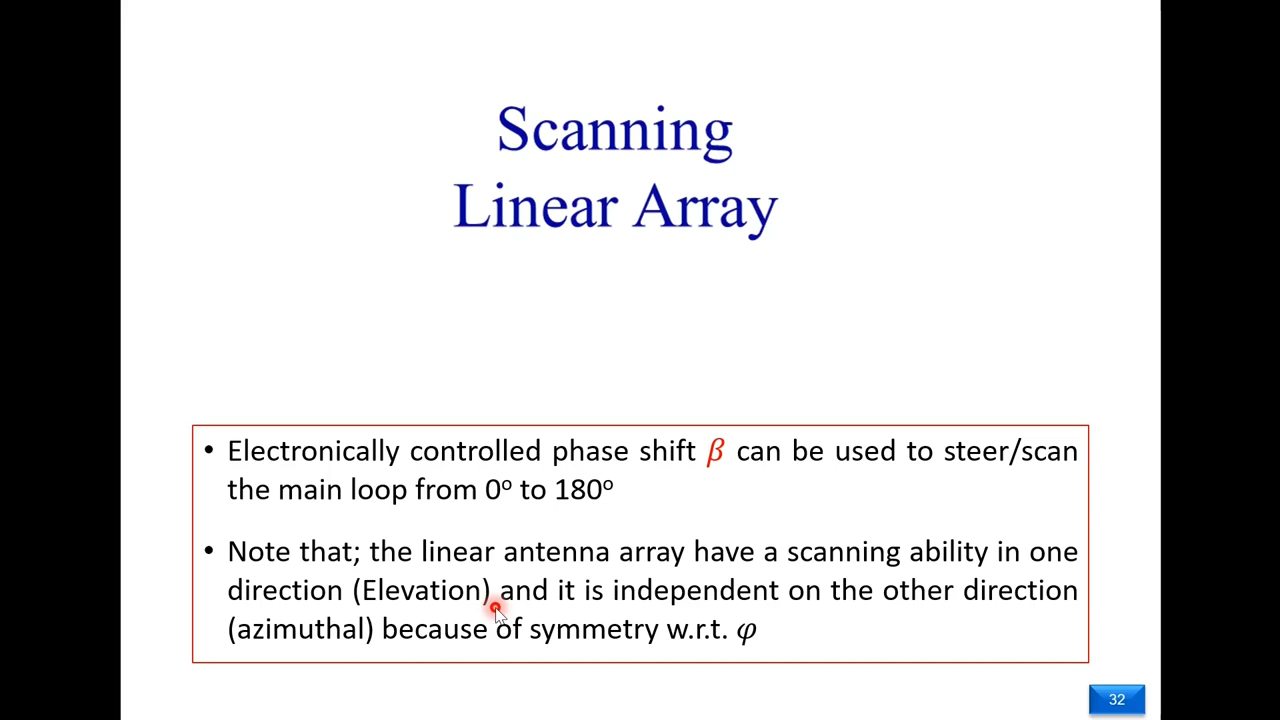 Scanning
Linear Array
• Electronically controlled phase shift β can be used to steer/scan
the main loop from 0º to 180º
• Note that; the linear antenna array have a scanning ability in one
direction (Elevation) and it is independent on the other direction
(azimuthal) because of symmetry w.r.t. φ
32